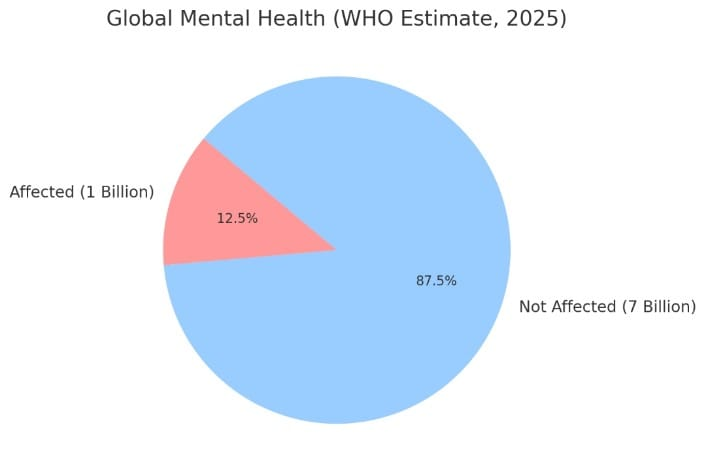 Global Mental Health (WHO Estimate, 2025)
Affected (1 Billion)
12.5%
87.5%
Not Affected (7 Billion)